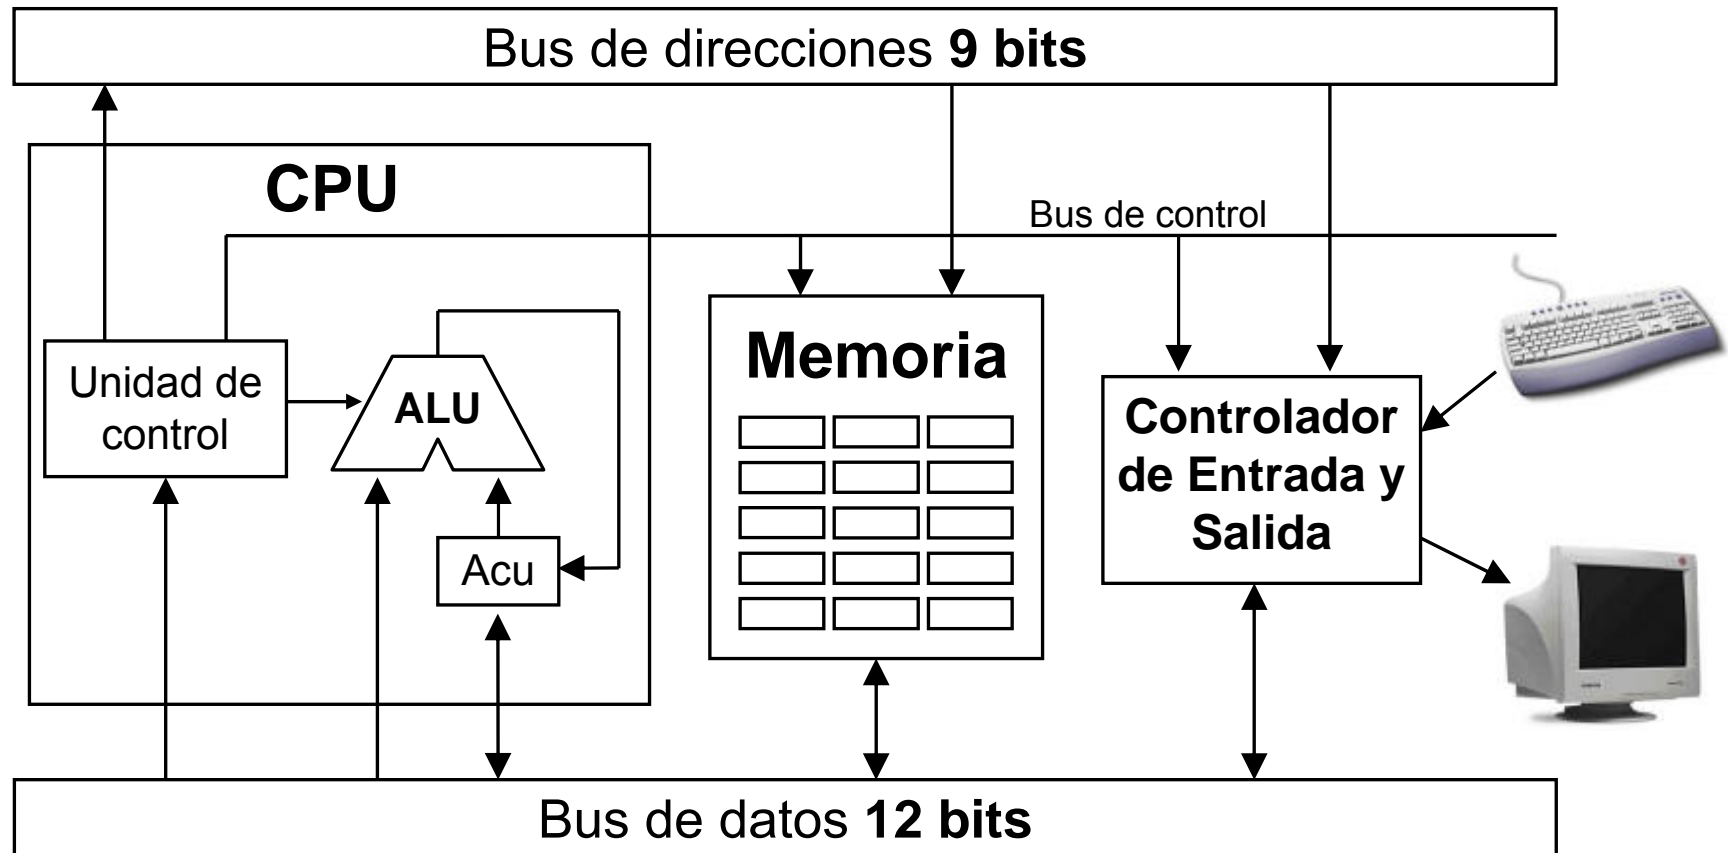 Bus de direcciones 9 bits
CPU
Bus de control
Unidad de
control
ALU
Acu
Memoria
Controlador
de Entrada y
Salida
Bus de datos 12 bits